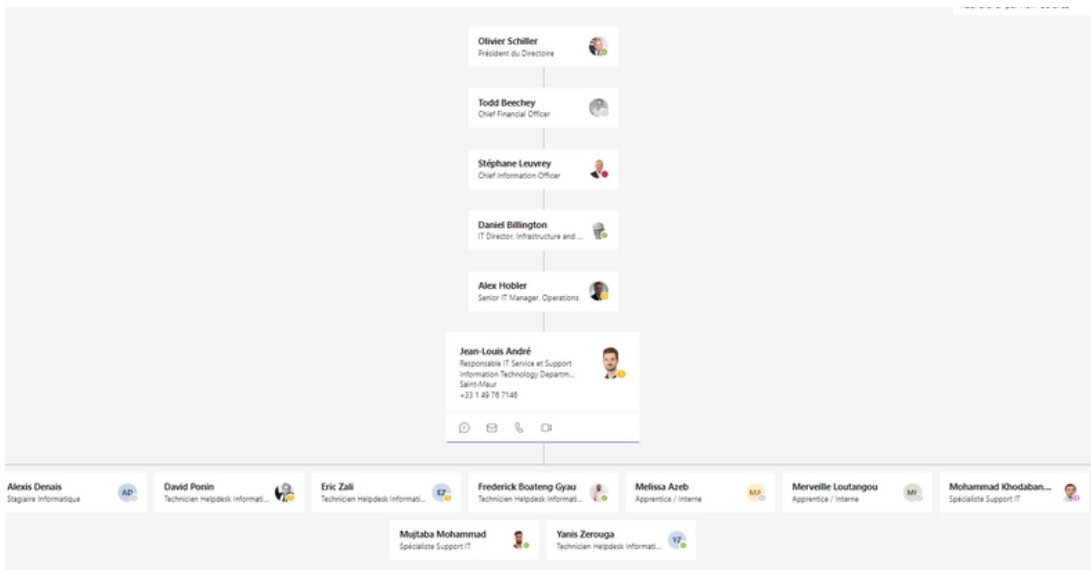 Olivier Schiller
Président du Directoire
Todd Beechey
Chief Financial Officer
Stéphane Leuvrey
Chief Information Officer
Daniel Billington
IT Director, Infrastructure and ...
Alex Hobler
Senior IT Manager, Operations
Jean-Louis André
Responsable IT Service et Support
Information Technology Departm...
Saint-Maur
+33 1 49 76 7146
Alexis Denais
Stagiaire Informatique
AD
David Ponin
Technicien Helpdesk Informati...
Eric Zali
Technicien Helpdesk Informati...
EZ
Frederick Boateng Gyau
Technicien Helpdesk Informati...
Melissa Azeb
Apprentice / Interne
MA
Merveille Loutangou
Apprentice / Interne
ML
Mohammad Khodaban...
Spécialiste Support IT
Mujtaba Mohammad
Spécialiste Support IT
Yanis Zerouga
Technicien Helpdesk Informati...
YZ